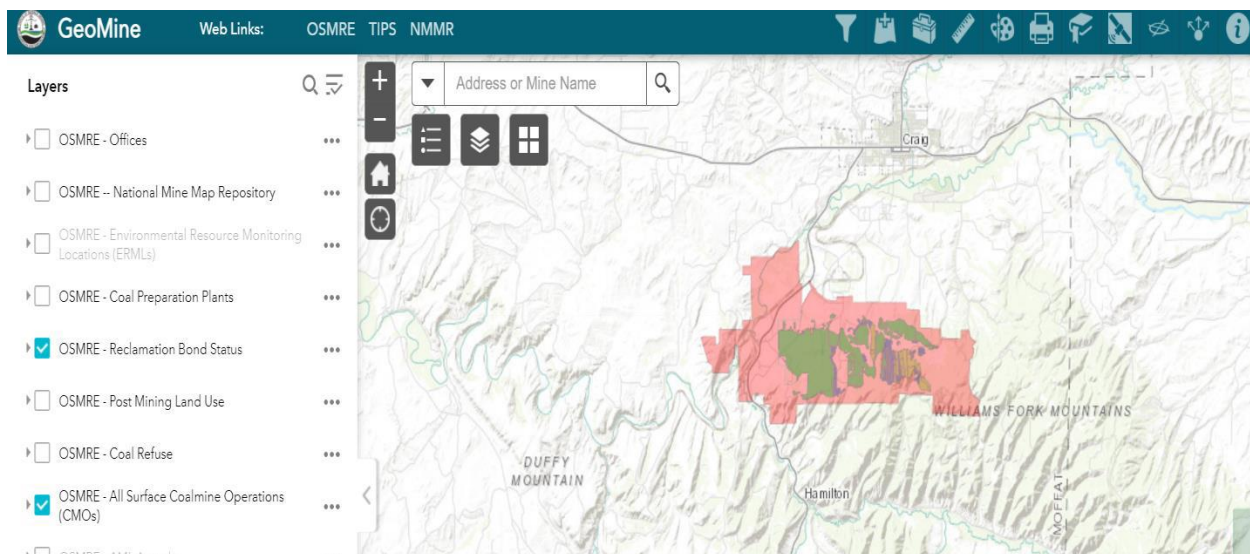 GeoMine Web Links: OSMRE TIPS NMMR
Layers
OSMRE - Offices
OSMRE -- National Mine Map Repository
OSMRE - Environmental Resource Monitoring
Locations (ERMLs)
OSMRE - Coal Preparation Plants
OSMRE - Reclamation Bond Status
OSMRE - Post Mining Land Use
OSMRE - Coal Refuse
OSMRE - All Surface Coalmine Operations
(CMOs)
Address or Mine Name
Craig
WILLIAMS FORK MOUNTAINS
DUFFY
MOUNTAIN
Hamilton
MOFFAT